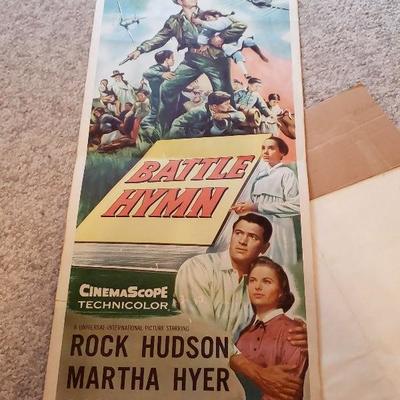 BATTLE
HYMN
CINEMASCOPE
TECHNICOLOR
A UNIVERSAL-INTERNATIONAL PICTURE STARRING
ROCK HUDSON
MARTHA HYER